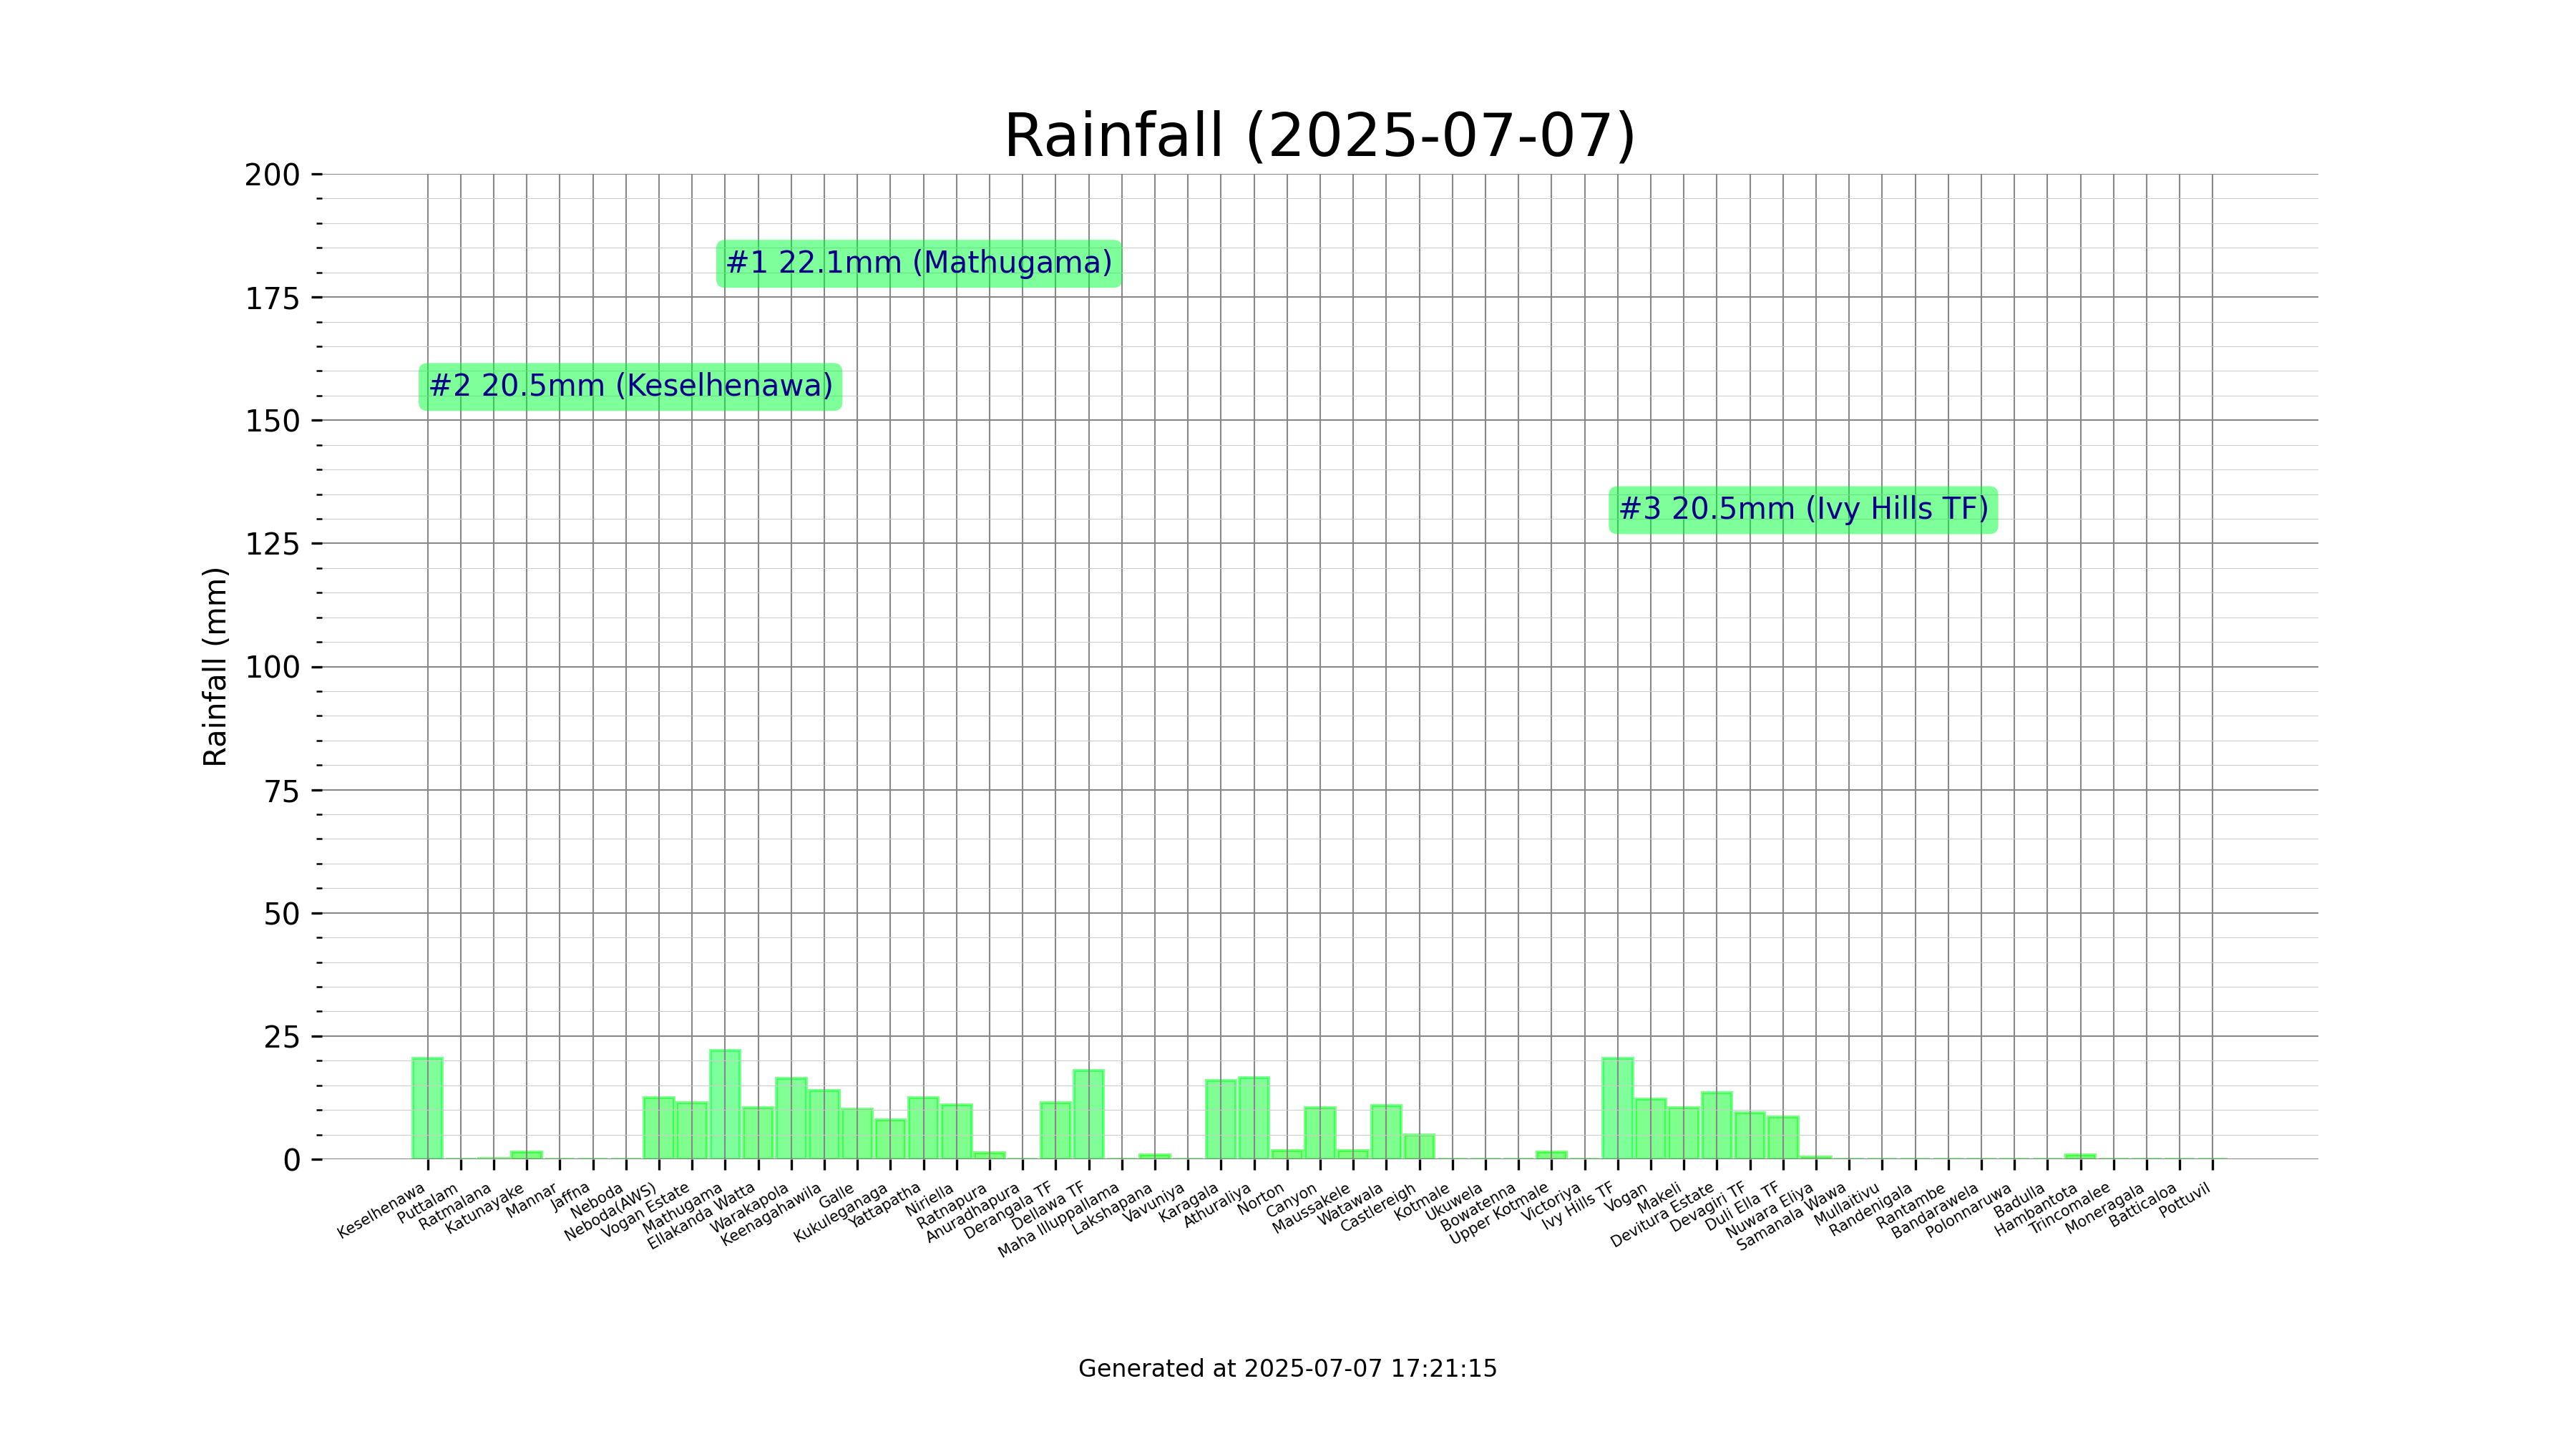 Rainfall (2025-07-07)
200
175
150
125
100
75
50
25
0
Rainfall (mm)
#1 22.1mm (Mathugama)
#2 20.5mm (Keselhenawa)
#3 20.5mm (Ivy Hills TF)
Keselhenawa
Puttalam
Ratmalana
Katunayake
Mannar
Jaffna
Neboda
Neboda(AWS)
Vogan Estate
Mathugama
Ellakanda Watta
Warakapola
Keenagahawila
Galle
Kukuleganaga
Yattapatha
Niriella
Ratnapura
Anuradhapura
Derangala TF
Dellawa TF
Maha Illuppallama
Lakshapana
Vavuniya
Karagala
Athuraliya
Norton
Canyon
Maussakele
Watawala
Castlereigh
Kotmale
Ukuwela
Bowatenna
Upper Kotmale
Victoriya
Ivy Hills TF
Vogan
Makeli
Devitura Estate
Devagiri TF
Duli Ella TF
Nuwara Eliya
Samanala Wawa
Mullaitivu
Randenigala
Rantambe
Bandarawela
Polonnaruwa
Badulla
Hambantota
Trincomalee
Moneragala
Batticaloa
Pottuvil
Generated at 2025-07-07 17:21:15